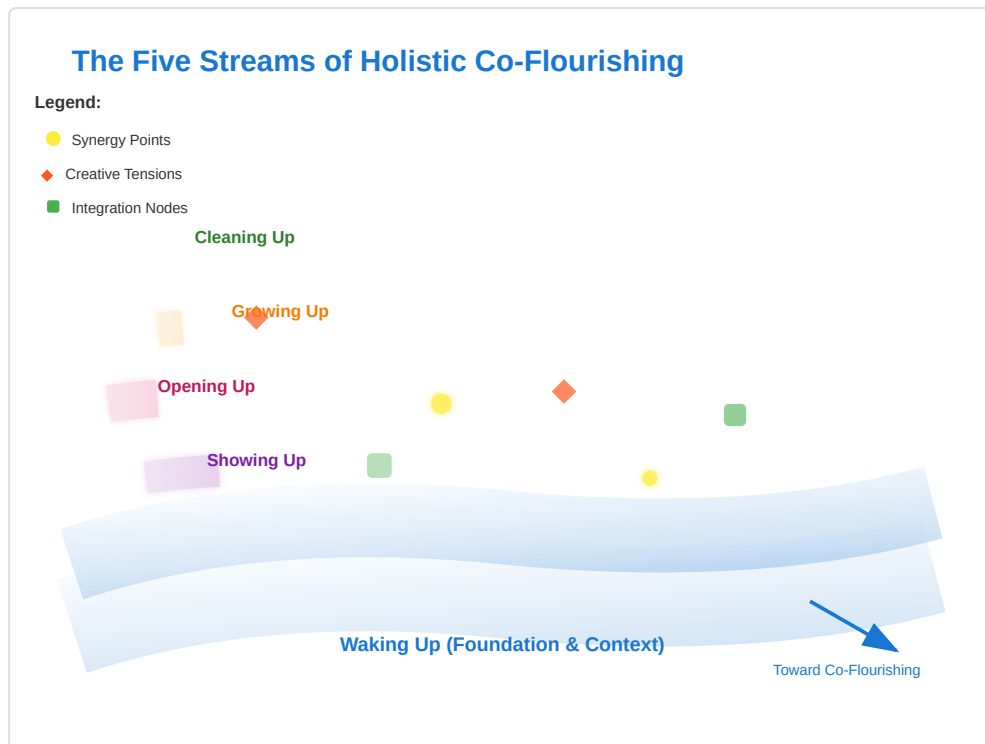 The Five Streams of Holistic Co-Flourishing
Legend:
Synergy Points
Creative Tensions
Integration Nodes
Cleaning Up
Growing Up
Opening Up
Showing Up
Waking Up (Foundation & Context)
Toward Co-Flourishing